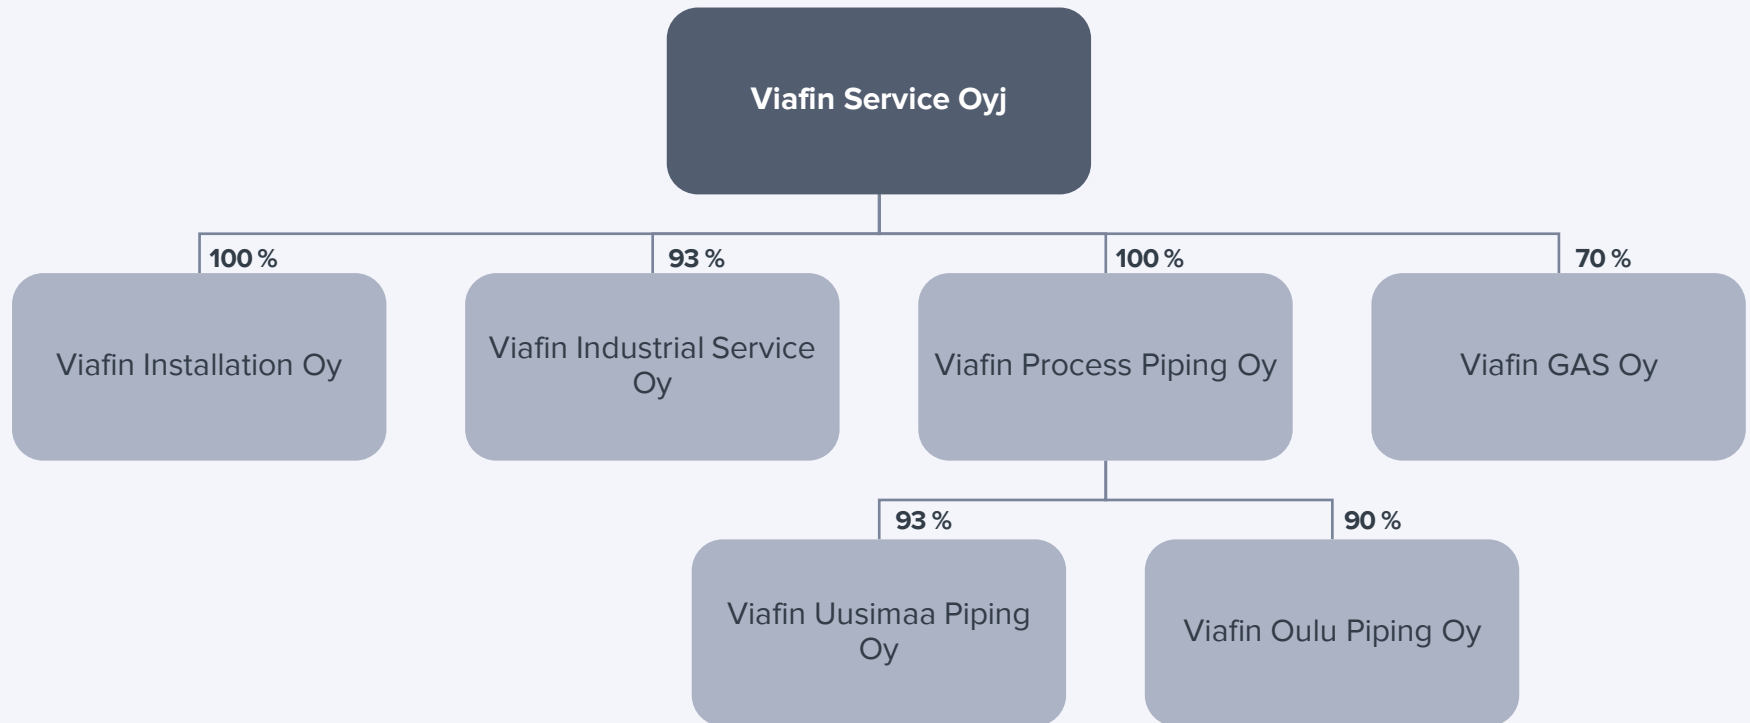 Viafin Service Oyj
100 %
93 %
100 %
70 %
Viafin Installation Oy
Viafin Industrial Service
Oy
Viafin Process Piping Oy
Viafin GAS Oy
93 %
90 %
Viafin Uusimaa Piping
Oy
Viafin Oulu Piping Oy